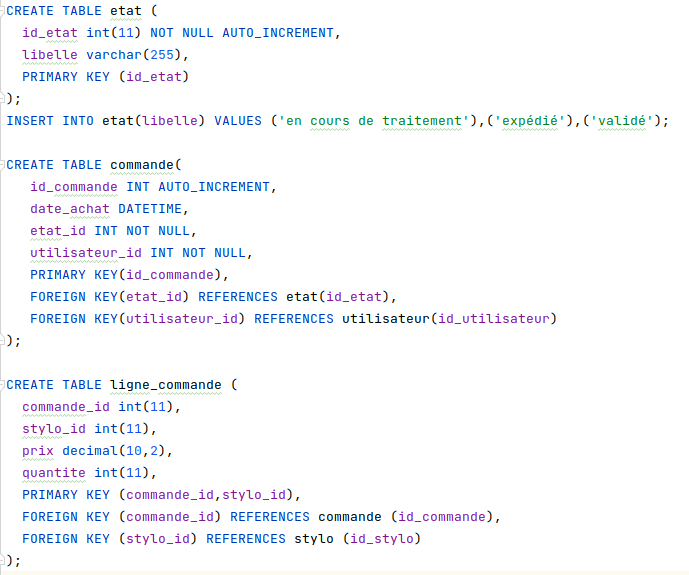 CREATE TABLE etat (
  id_etat int(11) NOT NULL AUTO_INCREMENT,
  libelle varchar(255),
  PRIMARY KEY (id_etat)
);
INSERT INTO etat(libelle) VALUES ('en cours de traitement'),('expédié'),('validé');

CREATE TABLE commande(
   id_commande INT AUTO_INCREMENT,
   date_achat DATETIME,
   etat_id INT NOT NULL,
   utilisateur_id INT NOT NULL,
   PRIMARY KEY(id_commande),
   FOREIGN KEY(etat_id) REFERENCES etat(id_etat),
   FOREIGN KEY(utilisateur_id) REFERENCES utilisateur(id_utilisateur)
);

CREATE TABLE ligne_commande (
  commande_id int(11),
  stylo_id int(11),
  prix decimal(10,2),
  quantite int(11),
  PRIMARY KEY (commande_id,stylo_id),
  FOREIGN KEY (commande_id) REFERENCES commande (id_commande),
  FOREIGN KEY (stylo_id) REFERENCES stylo (id_stylo)
);